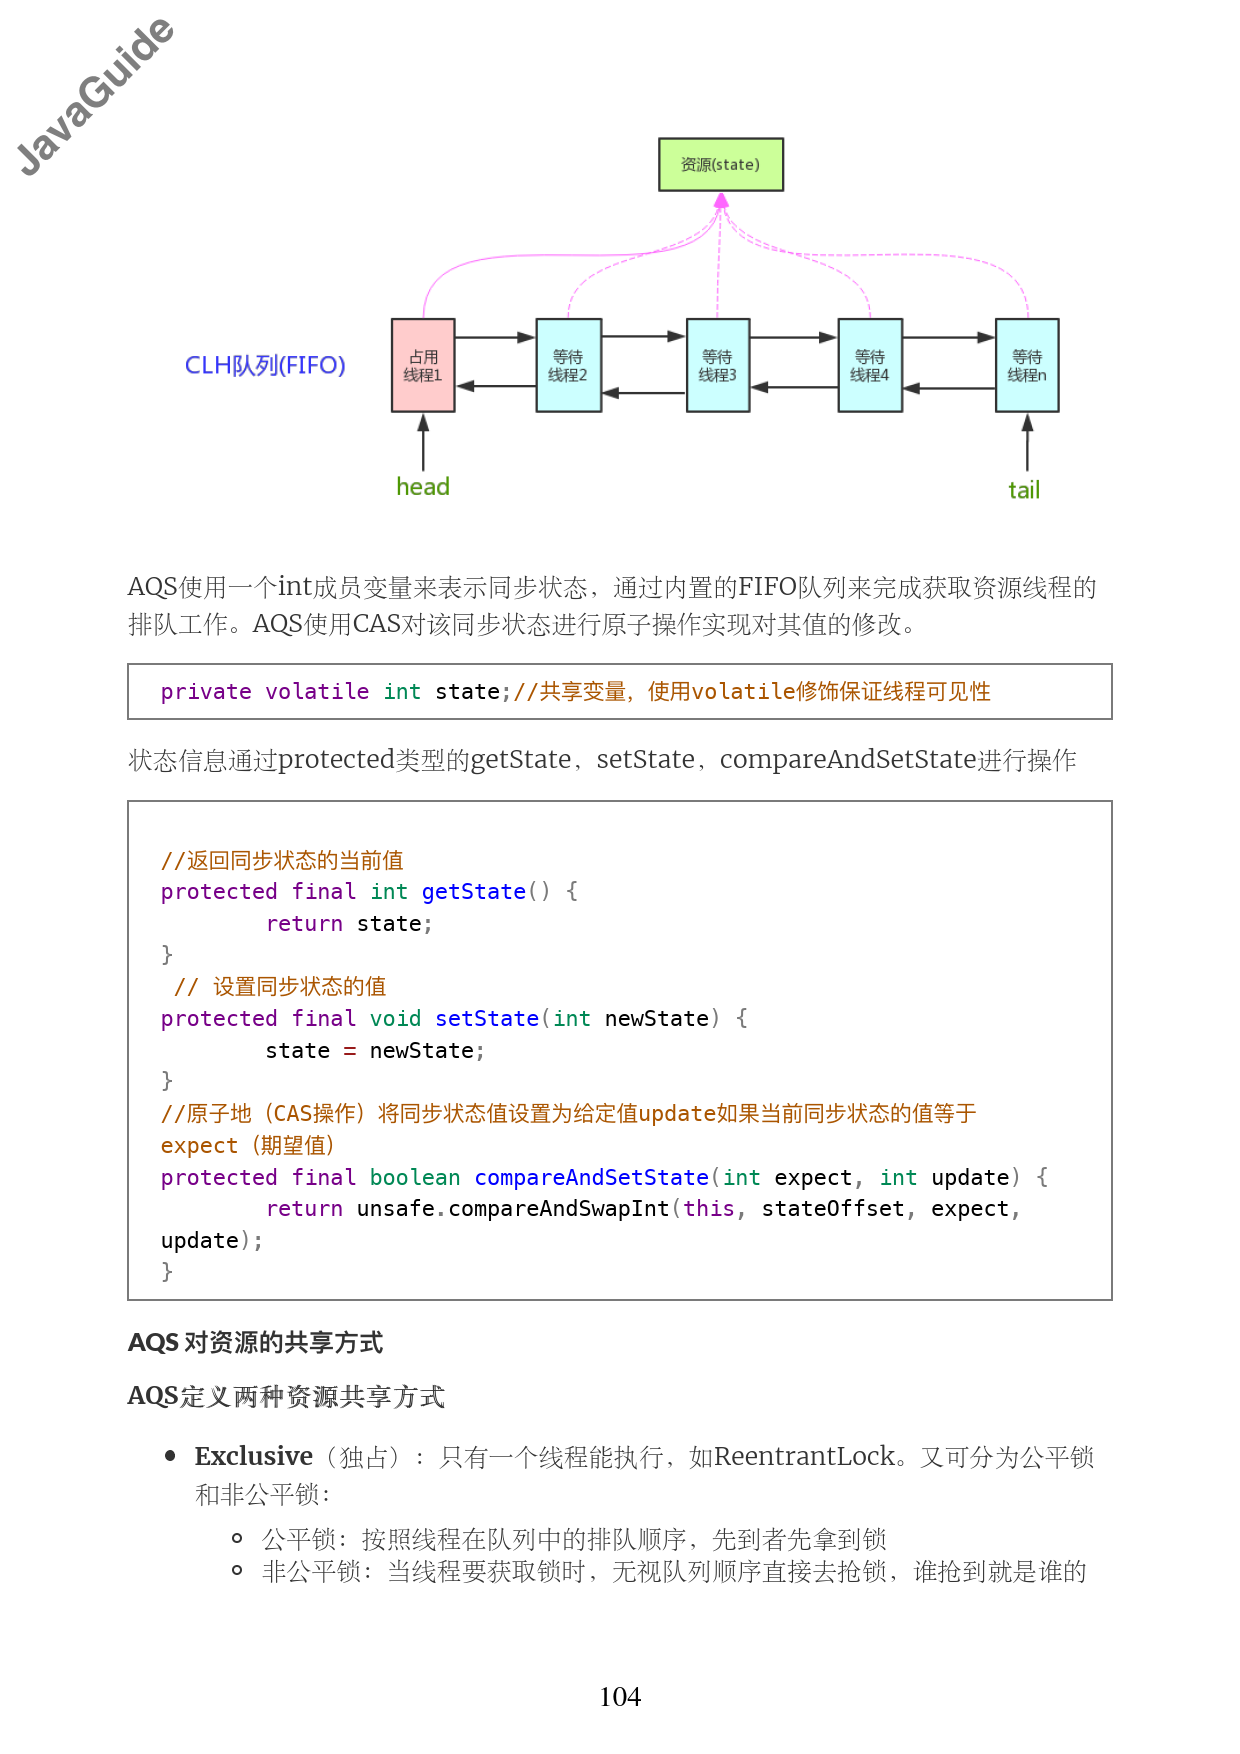 JavaGuide
资源(state)
CLH队列(FIFO)
占用
线程1
等待
线程2
等待
线程3
等待
线程4
等待
线程n
head
tail
AQS使用一个int成员变量来表示同步状态，通过内置的FIFO队列来完成获取资源线程的
排队工作。AQS使用CAS对该同步状态进行原子操作实现对其值的修改。
private volatile int state;//共享变量，使用volatile修饰保证线程可见性
状态信息通过protected类型的getState，setState，compareAndSetState进行操作
//返回同步状态的当前值
protected final int getState() {
        return state;
}
 // 设置同步状态的值
protected final void setState(int newState) {
        state = newState;
}
//原子地（CAS操作）将同步状态值设置为给定值update如果当前同步状态的值等于
expect（期望值）
protected final boolean compareAndSetState(int expect, int update) {
        return unsafe.compareAndSwapInt(this, stateOffset, expect,
update);
}
AQS 对资源的共享方式
AQS定义两种资源共享方式
• Exclusive（独占）：只有一个线程能执行，如ReentrantLock。又可分为公平锁
和非公平锁：
◦ 公平锁：按照线程在队列中的排队顺序，先到者先拿到锁
◦ 非公平锁：当线程要获取锁时，无视队列顺序直接去抢锁，谁抢到就是谁的
104